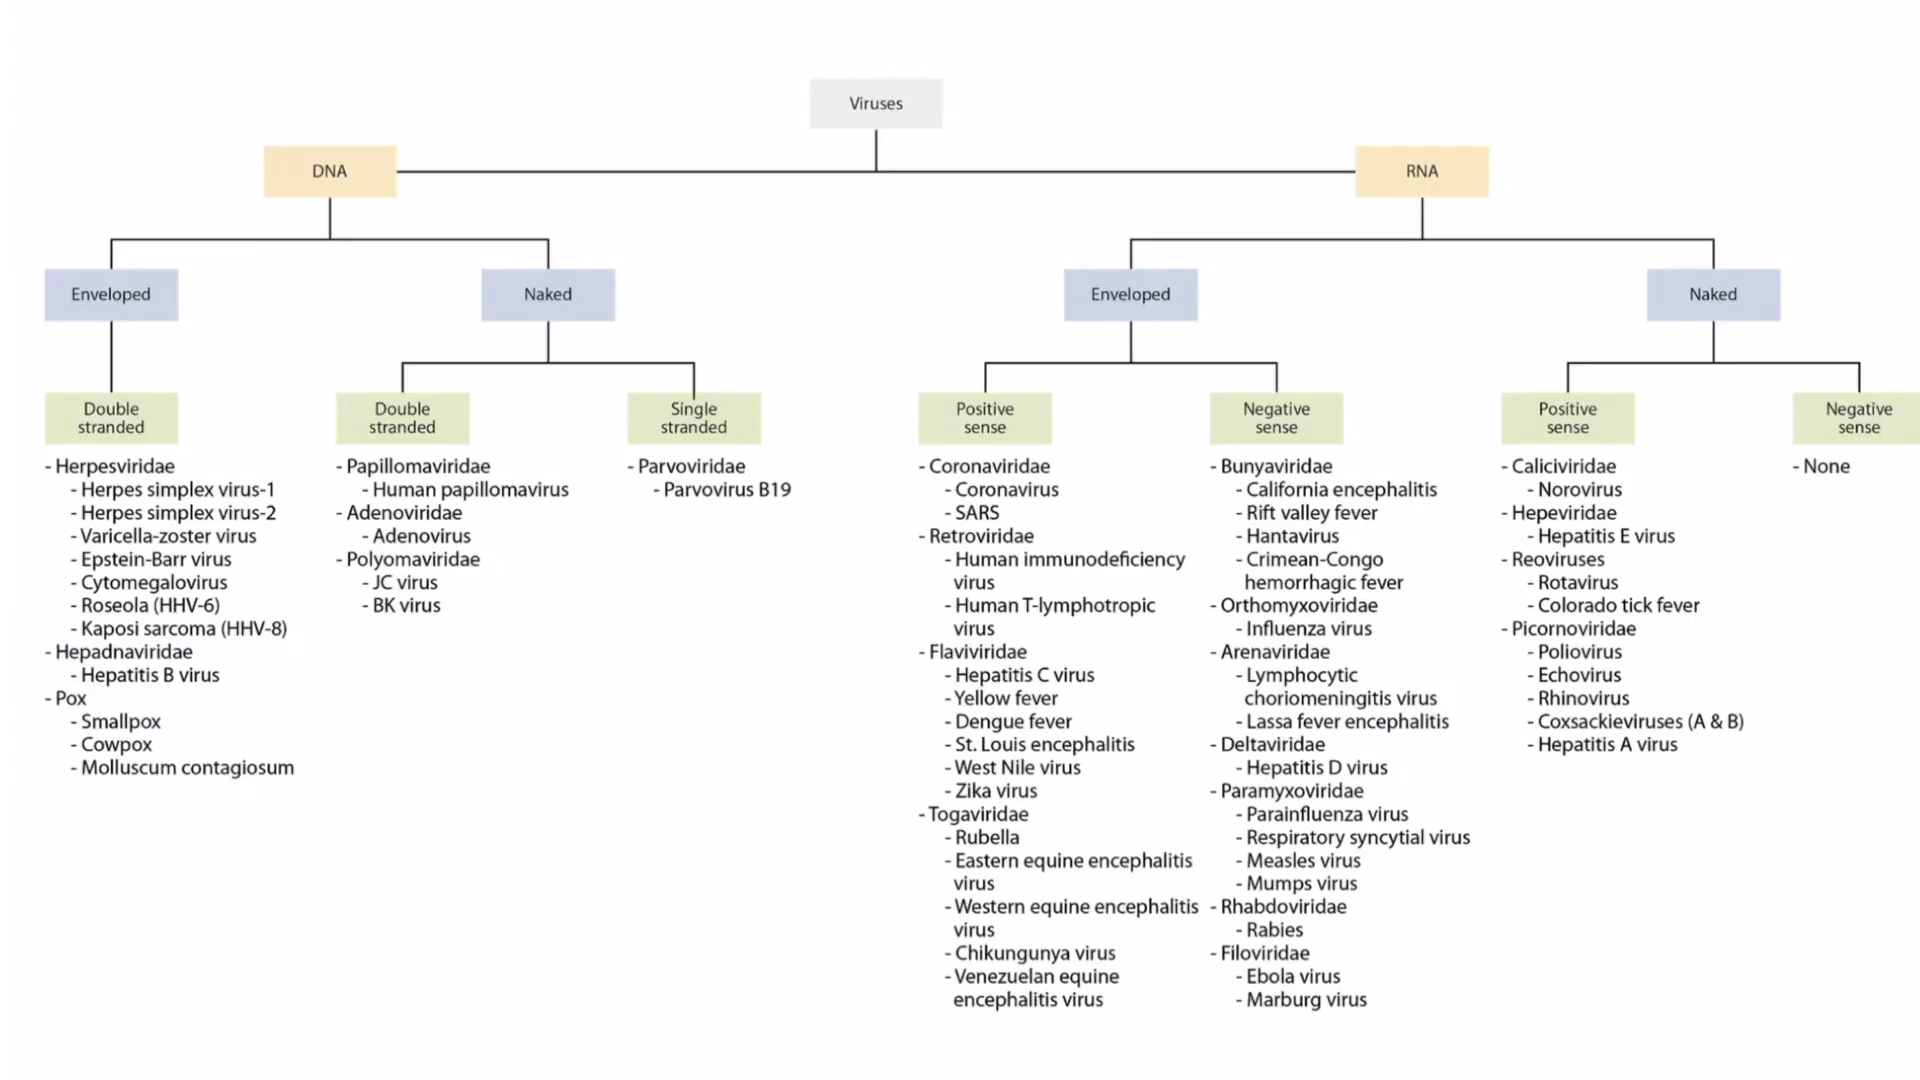 Viruses
DNA
RNA
Enveloped
Naked
Enveloped
Naked
Double
stranded
Double
stranded
Single
stranded
Positive
sense
Negative
sense
Positive
sense
Negative
sense
- Herpesviridae
- Herpes simplex virus-1
- Herpes simplex virus-2
- Varicella-zoster virus
- Epstein-Barr virus
- Cytomegalovirus
- Roseola (HHV-6)
- Kaposi sarcoma (HHV-8)
- Hepadnaviridae
- Hepatitis B virus
- Pox
- Smallpox
- Cowpox
- Molluscum contagiosum
- Papillomaviridae
- Human papillomavirus
- Adenoviridae
- Adenovirus
- Polyomaviridae
- JC virus
- BK virus
- Parvoviridae
- Parvovirus B19
- Coronaviridae
- Coronavirus
- SARS
- Retroviridae
- Human immunodeficiency
virus
- Human T-lymphotropic
virus
- Flaviviridae
- Hepatitis C virus
- Yellow fever
- Dengue fever
- St. Louis encephalitis
- West Nile virus
- Zika virus
- Togaviridae
- Rubella
- Eastern equine encephalitis
virus
- Western equine encephalitis
virus
- Chikungunya virus
- Venezuelan equine
encephalitis virus
- Bunyaviridae
- California encephalitis
- Rift valley fever
- Hantavirus
- Crimean-Congo
hemorrhagic fever
- Orthomyxoviridae
- Influenza virus
- Arenaviridae
- Lymphocytic
choriomeningitis virus
- Lassa fever encephalitis
- Deltaviridae
- Hepatitis D virus
- Paramyxoviridae
- Parainfluenza virus
- Respiratory syncytial virus
- Measles virus
- Mumps virus
- Rhabdoviridae
- Rabies
- Filoviridae
- Ebola virus
- Marburg virus
- Caliciviridae
- Norovirus
- Hepeviridae
- Hepatitis E virus
- Reoviruses
- Rotavirus
- Colorado tick fever
- Picornoviridae
- Poliovirus
- Echovirus
- Rhinovirus
- Coxsackieviruses (A & B)
- Hepatitis A virus
- None